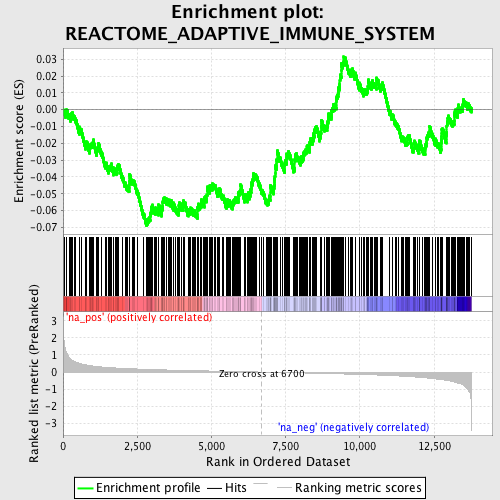 Enrichment plot:
REACTOME_ADAPTIVE_IMMUNE_SYSTEM
Enrichment score (ES)
0.03
0.02
0.01
0.00
-0.01
-0.02
-0.03
-0.04
-0.05
-0.06
-0.07
Ranked list metric (PreRanked)
3
2
1
0
-1
-2
-3
'na_pos' (positively correlated)
Zero cross at 6700
'na_neg' (negatively correlated)
0
2,500
5,000
7,500
10,000
12,500
Rank in Ordered Dataset
Enrichment profile
Hits
Ranking metric scores